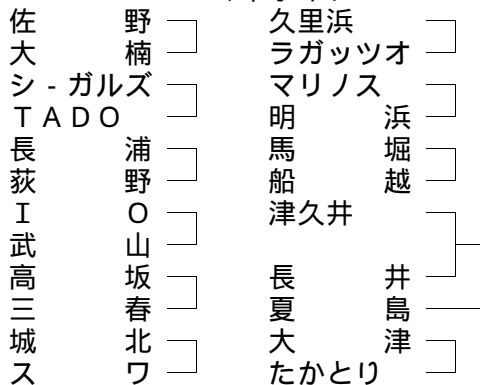 佐野
大楠
シ-ガルズ
TADO
長浦
荻野
IO
武山
高坂
三春
城北
スワ
久里浜
ラガッツオ
マリノス
明浜
馬堀
船越
津久井
長井
夏島
大津
たかとり